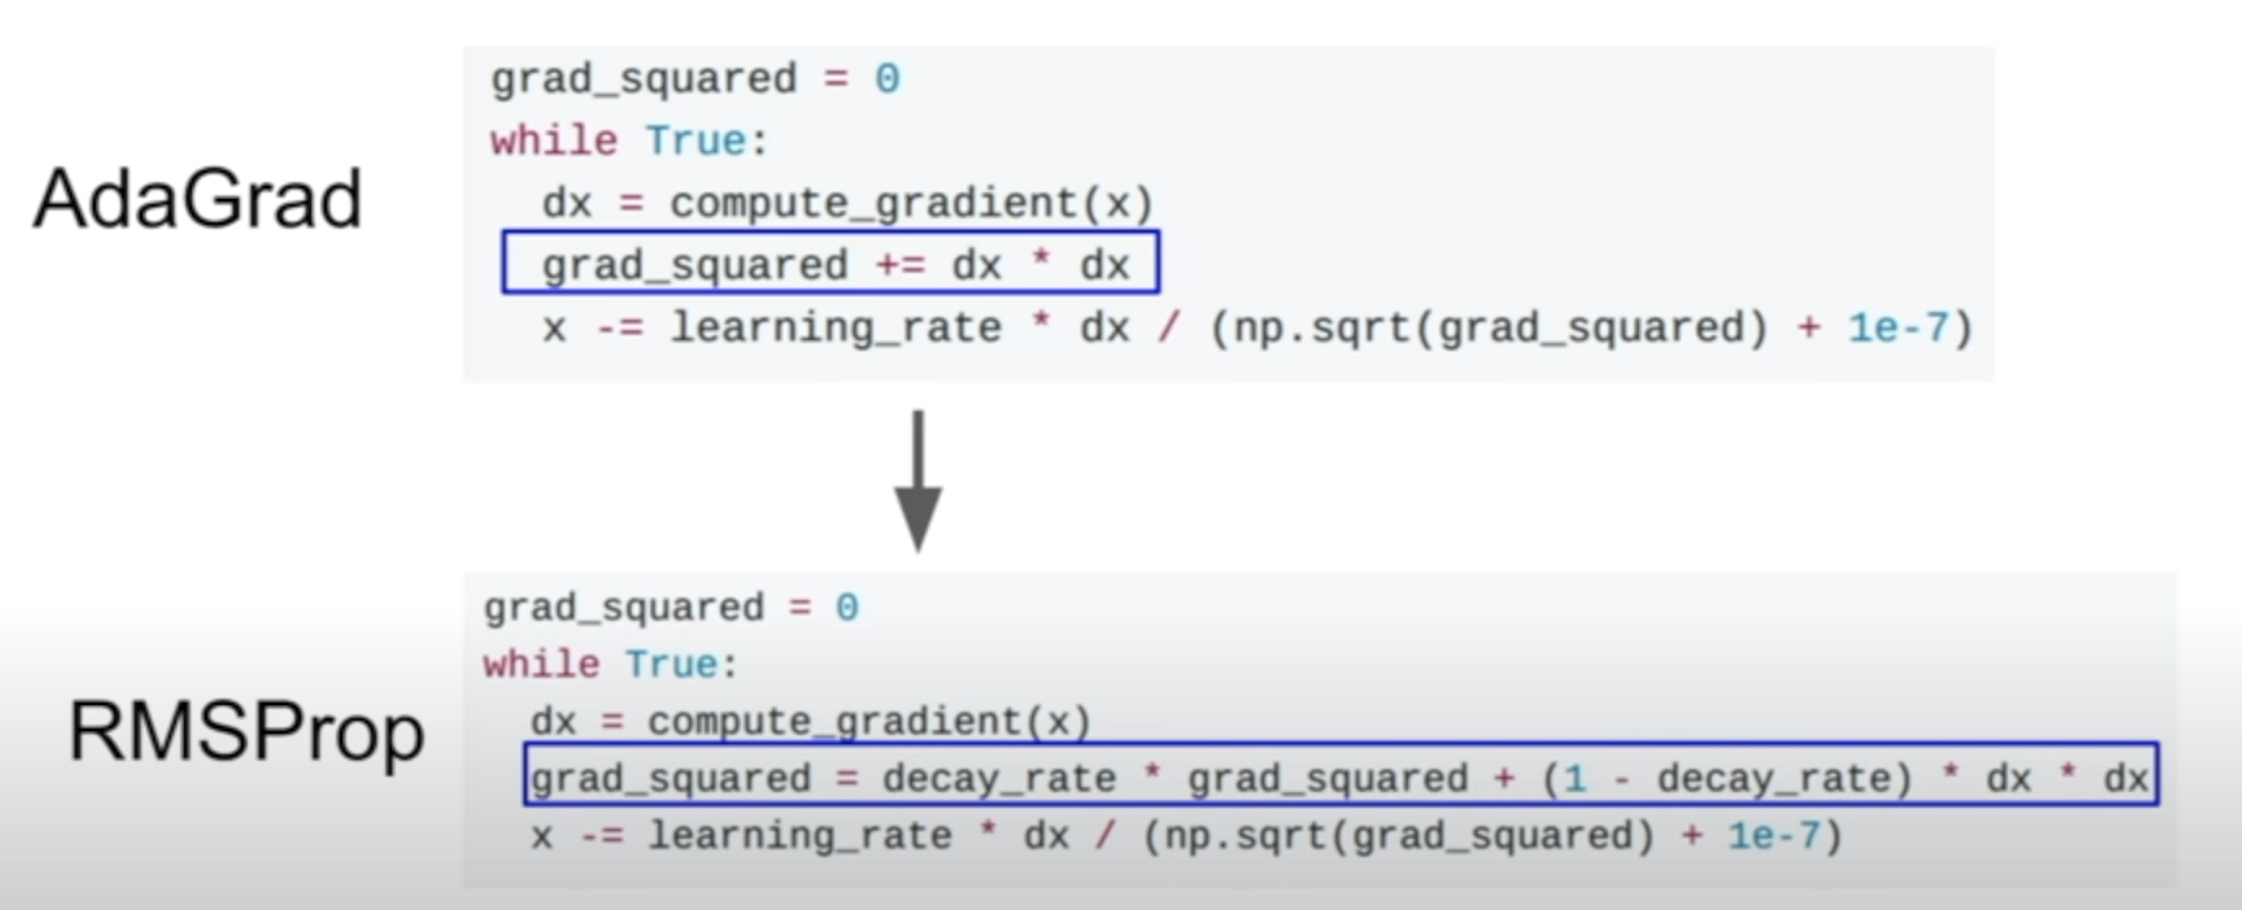 AdaGrad
grad_squared = 0
while True:
  dx = compute_gradient(x)
  grad_squared += dx * dx
  x -= learning_rate * dx / (np.sqrt(grad_squared) + 1e-7)
RMSProp
grad_squared = 0
while True:
  dx = compute_gradient(x)
  grad_squared = decay_rate * grad_squared + (1 - decay_rate) * dx * dx
  x -= learning_rate * dx / (np.sqrt(grad_squared) + 1e-7)